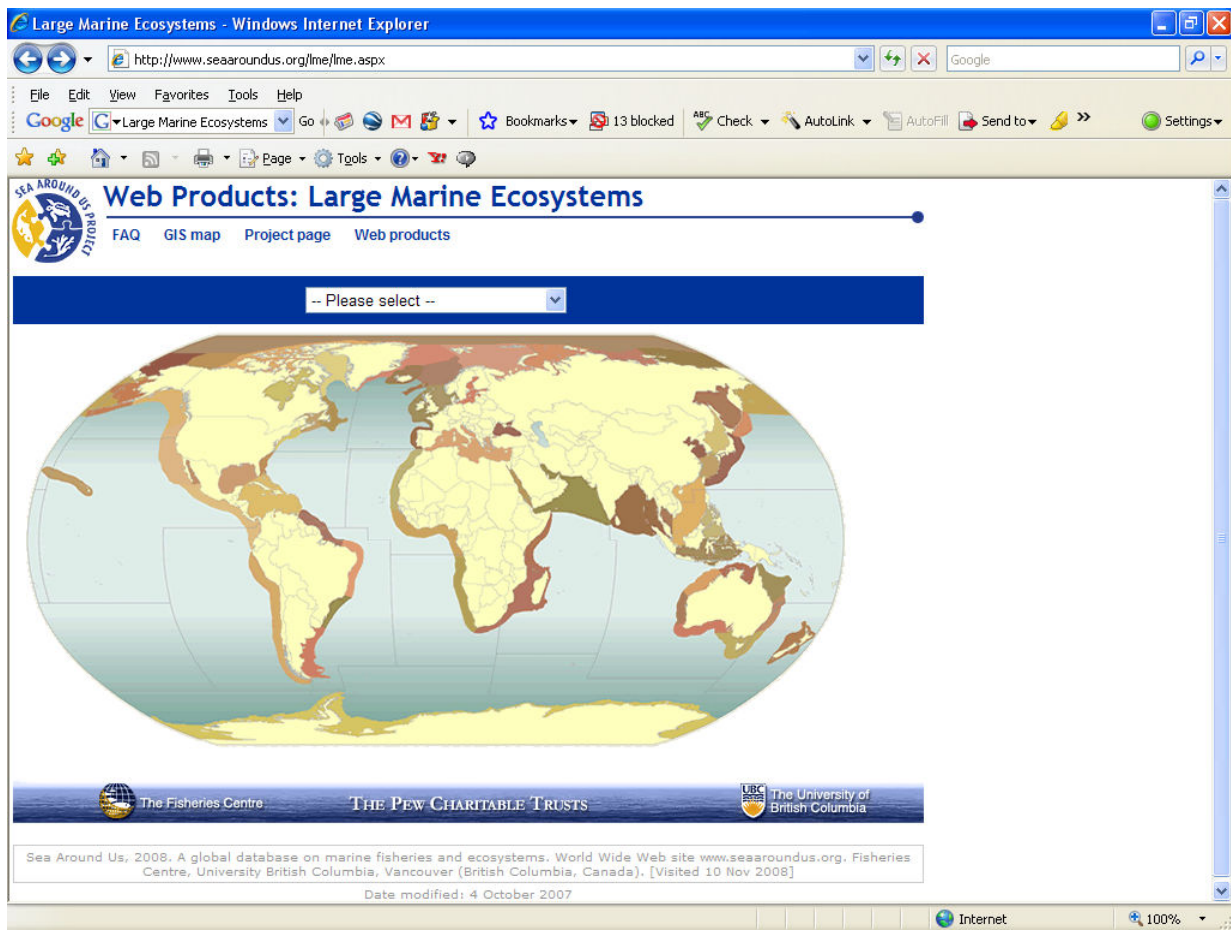 Large Marine Ecosystems - Windows Internet Explorer
http://www.seaaroundus.org/lme/lme.aspx
Google
File Edit View Favorites Tools Help
Google G Large Marine Ecosystems Go Bookmarks 13 blocked ABC Check AutoLink AutoFill Send to » Settings
Page Tools
SEA AROUND US PROJECT
Web Products: Large Marine Ecosystems
FAQ GIS map Project page Web products
-- Please select --
The Fisheries Centre THE PEW CHARITABLE TRUSTS UBC The University of
British Columbia
Sea Around Us, 2008. A global database on marine fisheries and ecosystems. World Wide Web site www.seaaroundus.org. Fisheries
Centre, University British Columbia, Vancouver (British Columbia, Canada). [Visited 10 Nov 2008]
Date modified: 4 October 2007
Internet 100%